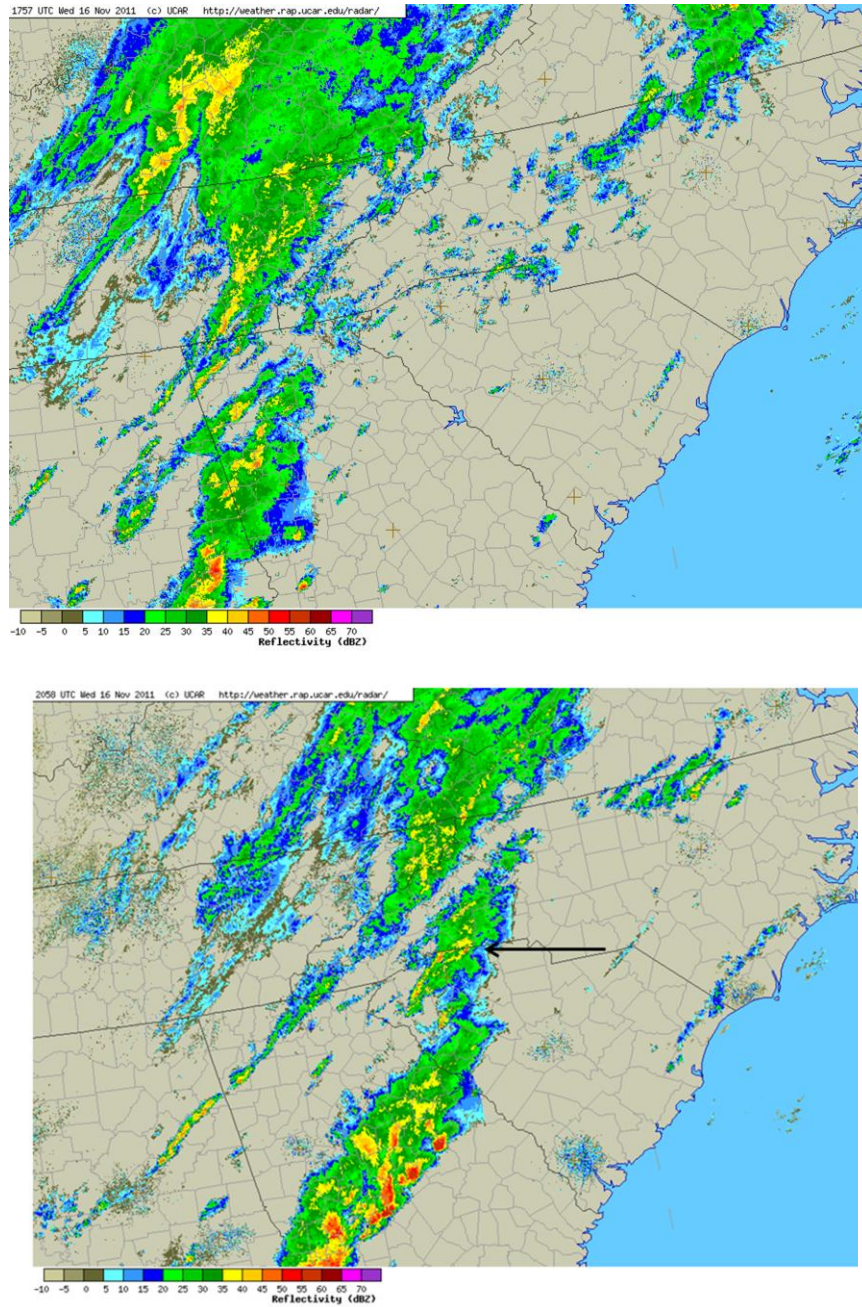 1757 UTC Wed 16 Nov 2011 (c) UCAR http://weather.rap.ucar.edu/radar/
-10 -5 0 5 10 15 20 25 30 35 40 45 50 55 60 65 70
Reflectivity (dBZ)
2058 UTC Wed 16 Nov 2011 (c) UCAR http://weather.rap.ucar.edu/radar/
-10 -5 0 5 10 15 20 25 30 35 40 45 50 55 60 65 70
Reflectivity (dBZ)